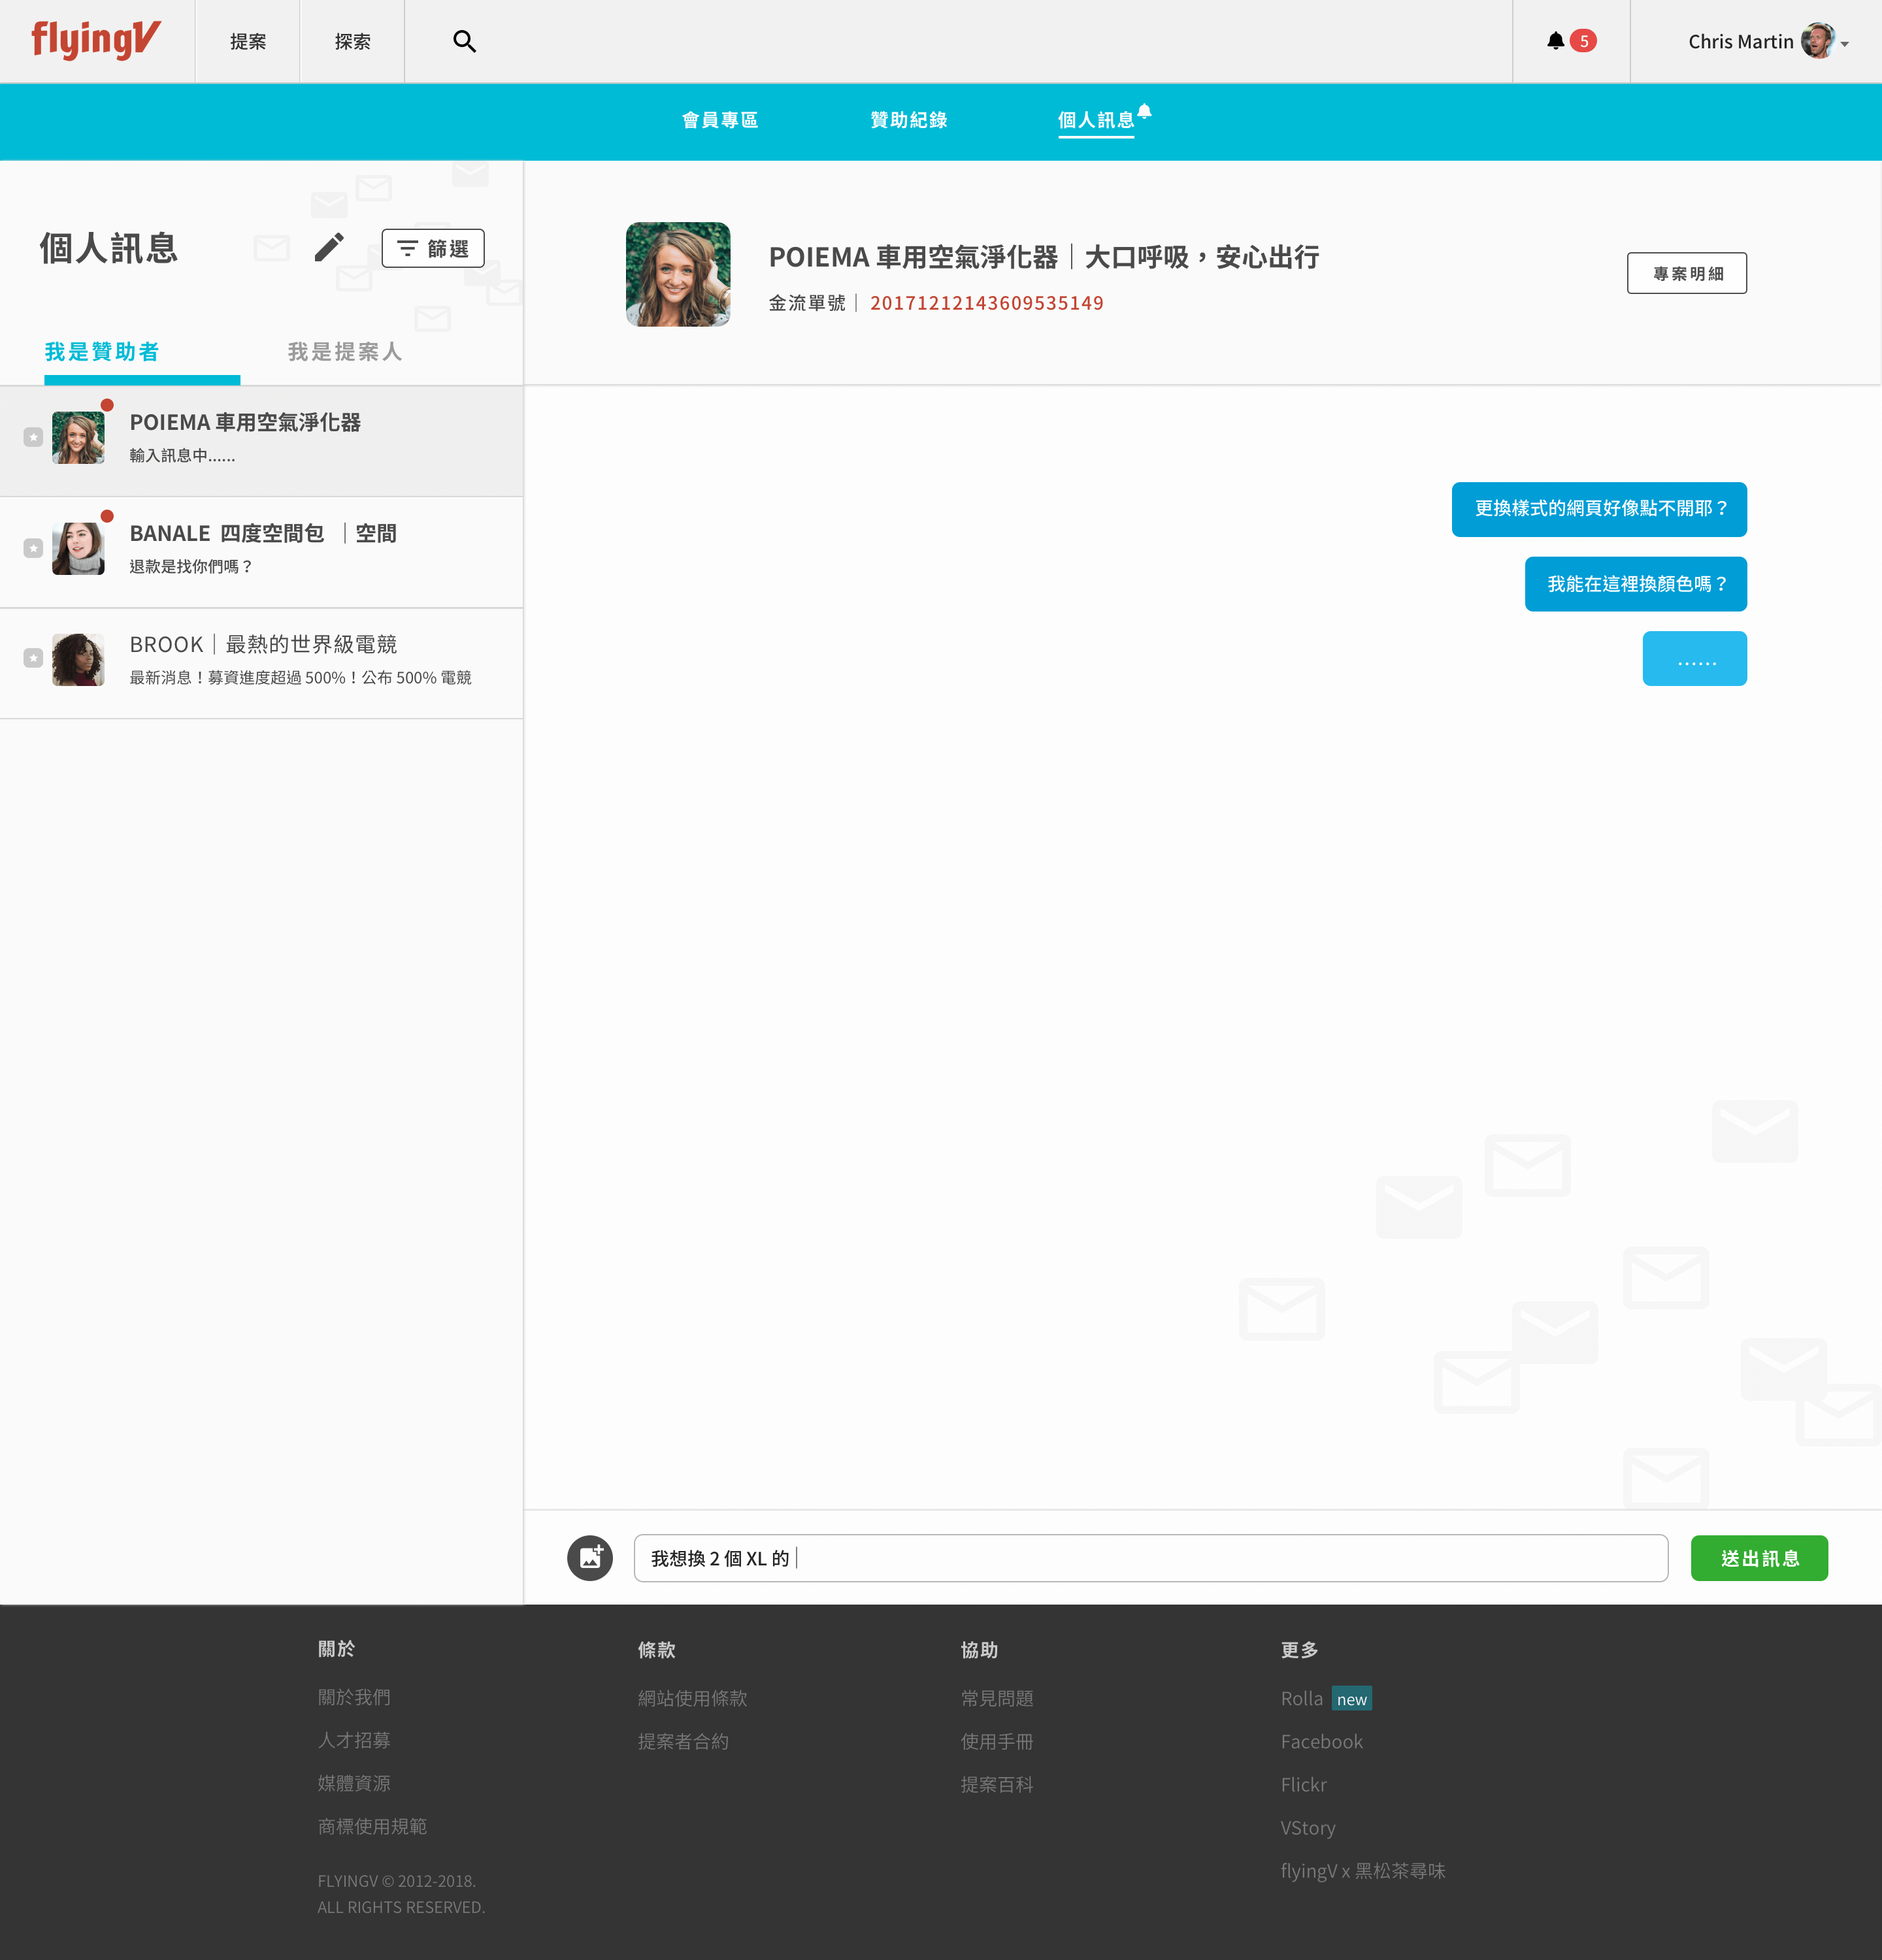 flyingV
提案
探索
5
Chris Martin
會員專區
贊助紀錄
個人訊息
個人訊息
篩選
我是贊助者
我是提案人
POIEMA 車用空氣淨化器
輸入訊息中......
BANALE 四度空間包 ｜空間
退款是找你們嗎？
BROOK｜最熱的世界級電競
最新消息！募資進度超過 500%！公布 500% 電競
POIEMA 車用空氣淨化器｜大口呼吸，安心出行
金流單號｜ 20171212143609535149
專案明細
更換樣式的網頁好像點不開耶？
我能在這裡換顏色嗎？
......
我想換 2 個 XL 的
送出訊息
關於
關於我們
人才招募
媒體資源
商標使用規範
FLYINGV © 2012-2018.
ALL RIGHTS RESERVED.
條款
網站使用條款
提案者合約
協助
常見問題
使用手冊
提案百科
更多
Rolla new
Facebook
Flickr
VStory
flyingV x 黑松茶尋味